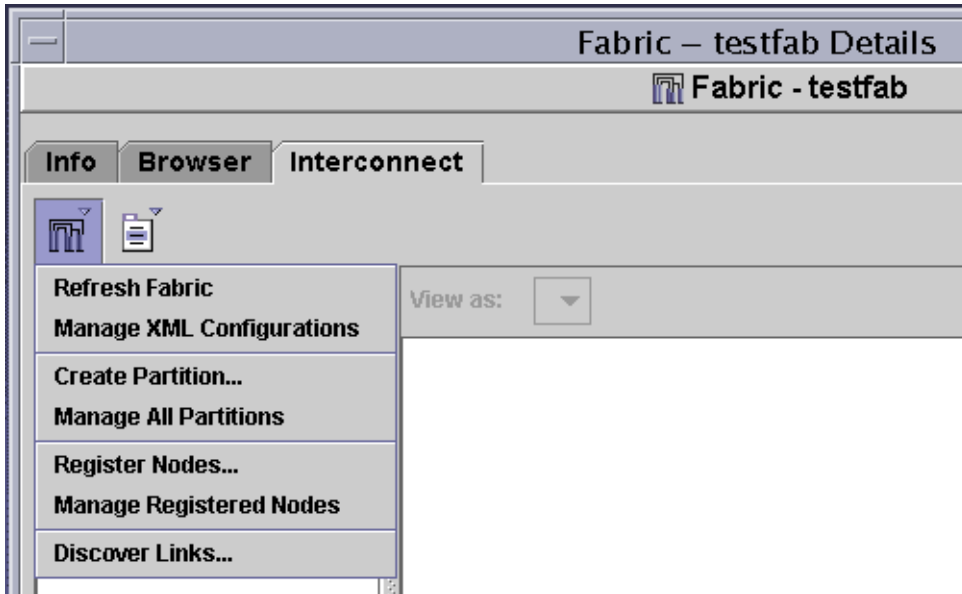 Fabric – testfab Details
Fabric - testfab
Info Browser Interconnect
Refresh Fabric
View as:
Manage XML Configurations
Create Partition...
Manage All Partitions
Register Nodes...
Manage Registered Nodes
Discover Links...